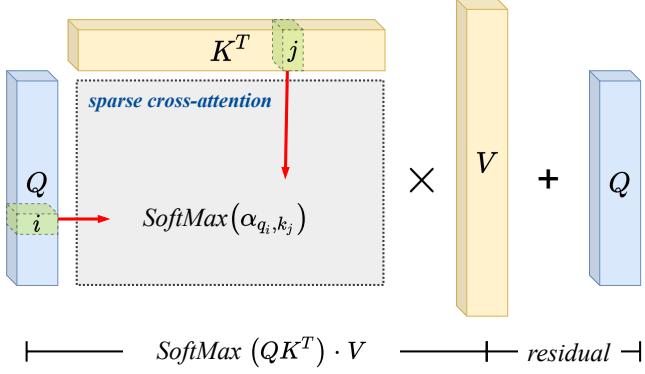 K^T j
sparse cross-attention
Q
i
SoftMax(α_{q_i,k_j})
×
V
+
Q
SoftMax (QK^T) · V
residual